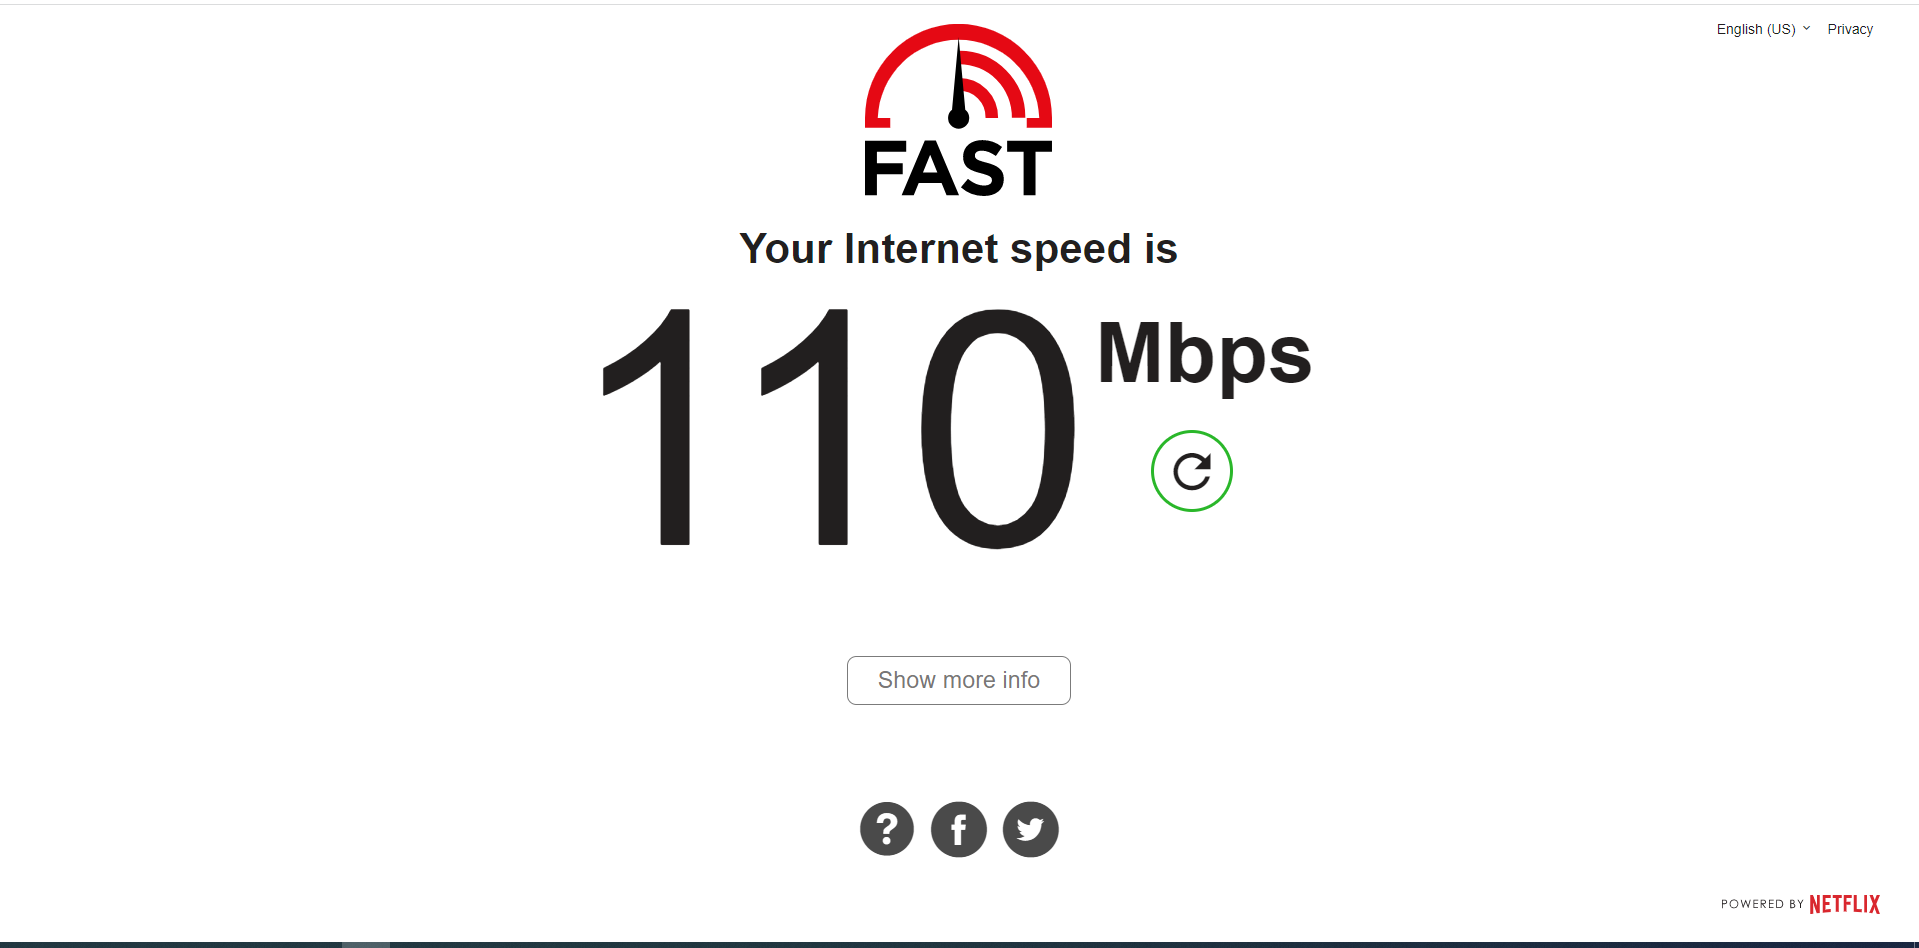 English (US) Privacy
FAST
Your Internet speed is
110 Mbps
Show more info
?
f
POWERED BY NETFLIX